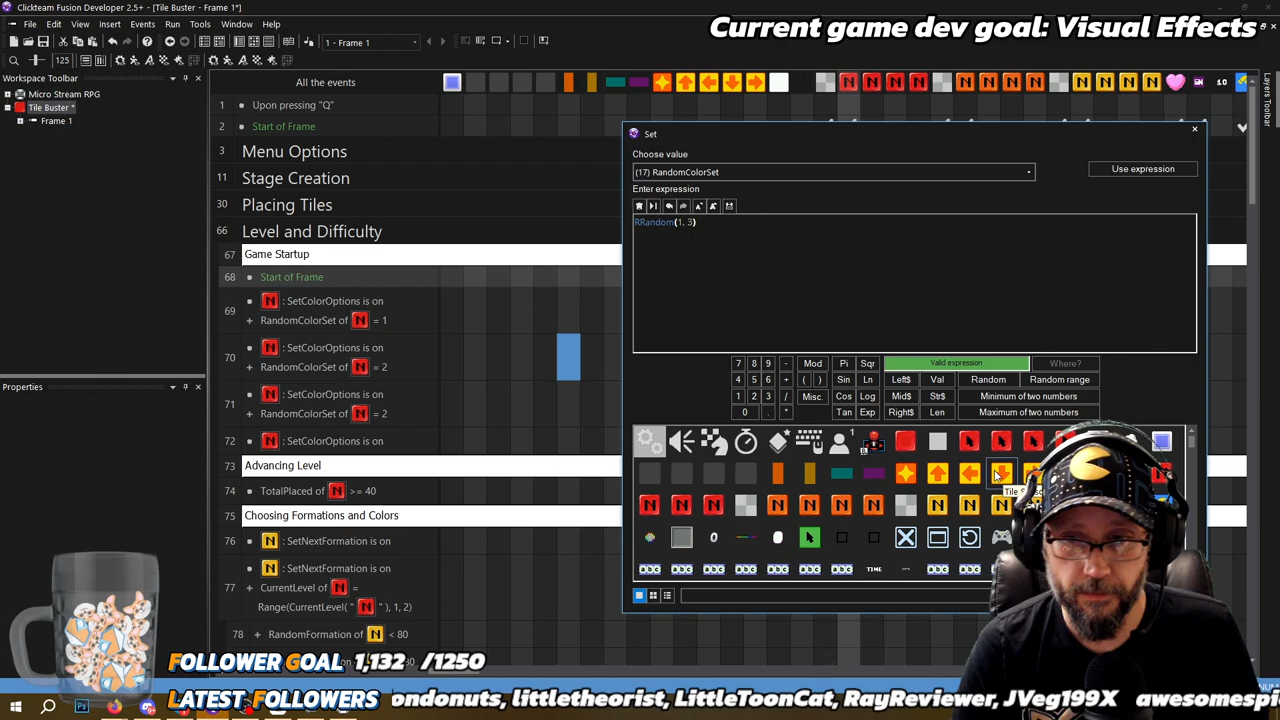 Clickteam Fusion Developer 2.5+ - [Tile Buster - Frame 1*]
Current game dev goal: Visual Effects
File Edit View Insert Events Run Tools Window Help
1 - Frame 1
Workspace Toolbar
Micro Stream RPG
Tile Buster *
Frame 1
Properties
Layers Toolbar
All the events
1 Upon pressing "Q"
2 Start of Frame
3 Menu Options
11 Stage Creation
30 Placing Tiles
66 Level and Difficulty
67 Game Startup
68 Start of Frame
69 N : SetColorOptions is on
+ RandomColorSet of N = 1
70 N : SetColorOptions is on
+ RandomColorSet of N = 2
71 N : SetColorOptions is on
+ RandomColorSet of N = 2
72 N : SetColorOptions is on
73 Advancing Level
74 TotalPlaced of N >= 40
75 Choosing Formations and Colors
76 N : SetNextFormation is on
77 N : SetNextFormation is on
+ CurrentLevel of N =
Range(CurrentLevel( " N " ), 1, 2)
78 + RandomFormation of N < 80
Set
Choose value
(17) RandomColorSet
Use expression
Enter expression
RRandom(1, 3)
7 8 9 - Mod Pi Sqr Valid expression Where?
4 5 6 + ( ) Sin Ln Left$ Val Random Random range
1 2 3 / Misc. Cos Log Mid$ Str$ Minimum of two numbers
0 . * Tan Exp Right$ Len Maximum of two numbers
FOLLOWER GOAL 1,132 /1250
LATEST FOLLOWERS ondonuts, littletheorist, LittleToonCat, RagReviewer, JVeg199X awesomespi